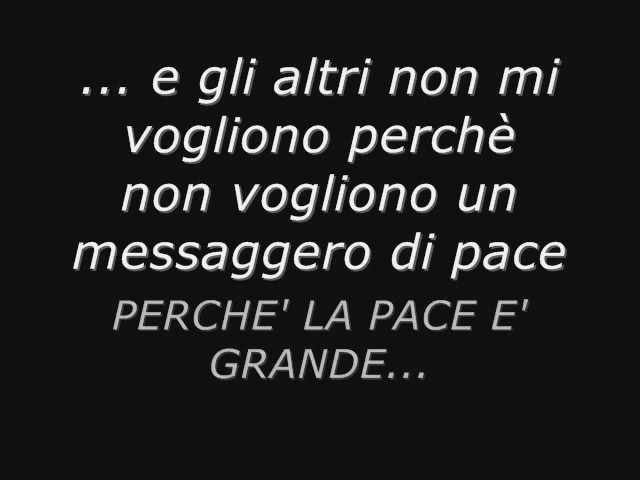 ... e gli altri non mi
vogliono perchè
non vogliono un
messaggero di pace
PERCHE' LA PACE E'
GRANDE...